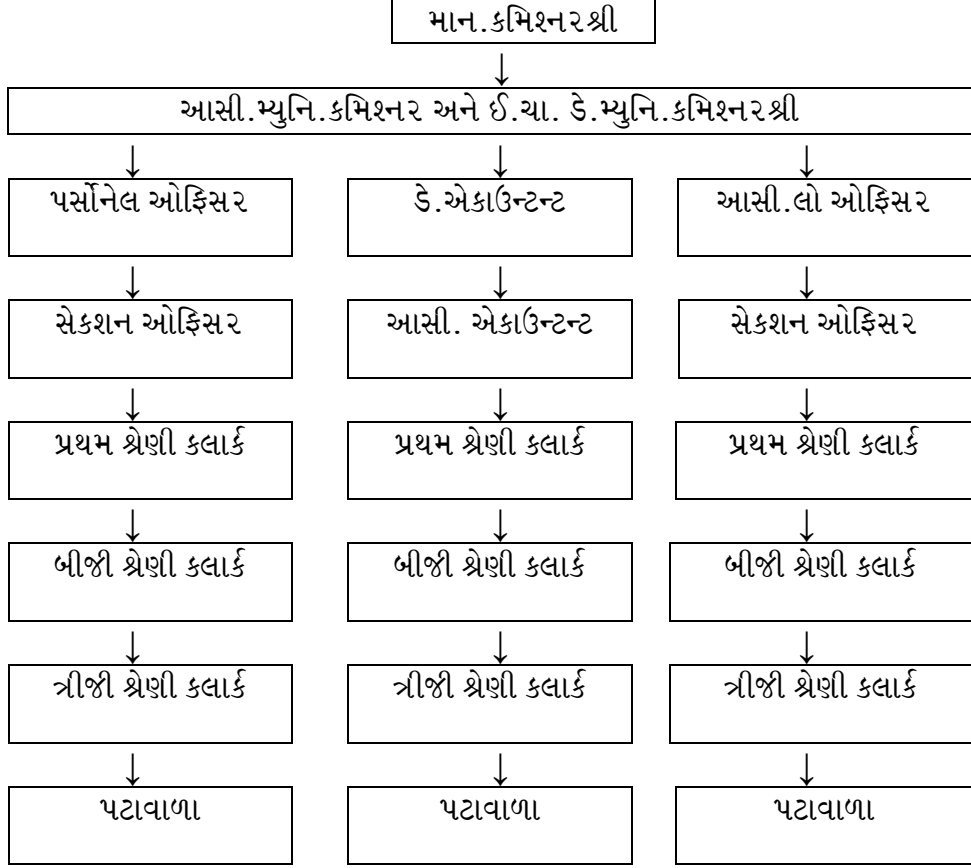 માન.કમિશ્નરશ્રી
આસી.મ્યુનિ.કમિશ્નર અને ઈ.ચા. ડે.મ્યુનિ.કમિશ્નરશ્રી
પર્સોનેલ ઓફિસર ડે.એકાઉન્ટન્ટ આસી.લો ઓફિસર
સેકશન ઓફિસર આસી. એકાઉન્ટન્ટ સેકશન ઓફિસર
પ્રથમ શ્રેણી કલાર્ક પ્રથમ શ્રેણી કલાર્ક પ્રથમ શ્રેણી કલાર્ક
બીજી શ્રેણી કલાર્ક બીજી શ્રેણી કલાર્ક બીજી શ્રેણી કલાર્ક
ત્રીજી શ્રેણી કલાર્ક ત્રીજી શ્રેણી કલાર્ક ત્રીજી શ્રેણી કલાર્ક
પટાવાળા પટાવાળા પટાવાળા